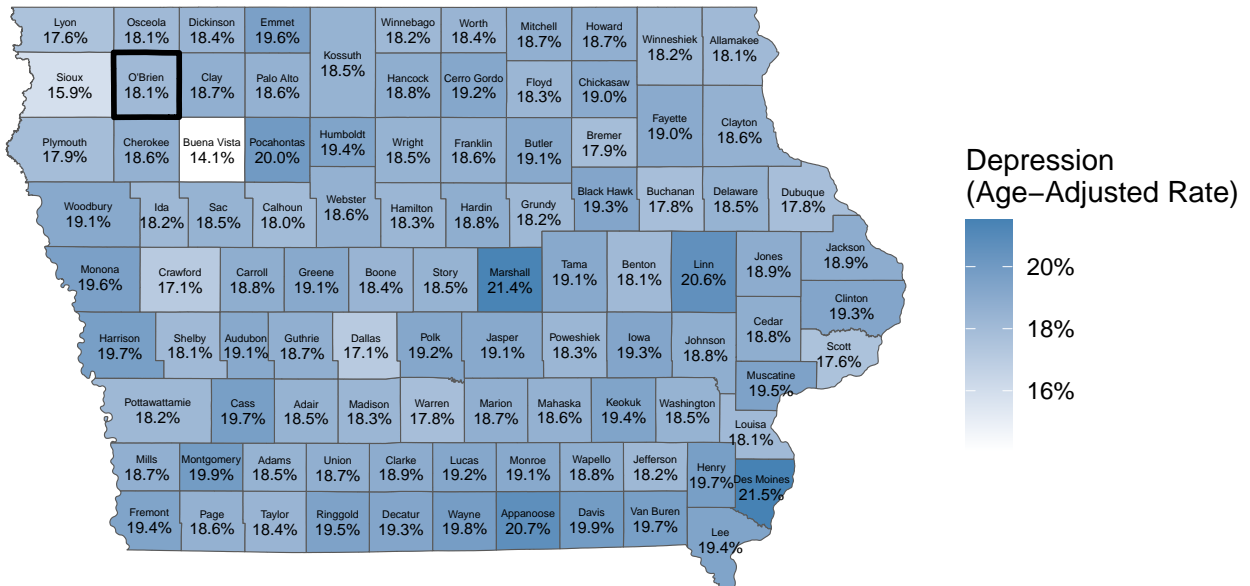 Lyon
17.6%
Osceola
18.1%
Dickinson
18.4%
Emmet
19.6%
Kossuth
18.5%
Winnebago
18.2%
Worth
18.4%
Mitchell
18.7%
Howard
18.7%
Winneshiek
18.2%
Allamakee
18.1%
Sioux
15.9%
O'Brien
18.1%
Clay
18.7%
Palo Alto
18.6%
Hancock
18.8%
Cerro Gordo
19.2%
Floyd
18.3%
Chickasaw
19.0%
Fayette
19.0%
Clayton
18.6%
Plymouth
17.9%
Cherokee
18.6%
Buena Vista
14.1%
Pocahontas
20.0%
Humboldt
19.4%
Wright
18.5%
Franklin
18.6%
Butler
19.1%
Bremer
17.9%
Woodbury
19.1%
Ida
18.2%
Sac
18.5%
Calhoun
18.0%
Webster
18.6%
Hamilton
18.3%
Hardin
18.8%
Grundy
18.2%
Black Hawk
19.3%
Buchanan
17.8%
Delaware
18.5%
Dubuque
17.8%
Monona
19.6%
Crawford
17.1%
Carroll
18.8%
Greene
19.1%
Boone
18.4%
Story
18.5%
Marshall
21.4%
Tama
19.1%
Benton
18.1%
Linn
20.6%
Jones
18.9%
Jackson
18.9%
Clinton
19.3%
Harrison
19.7%
Shelby
18.1%
Audubon
19.1%
Guthrie
18.7%
Dallas
17.1%
Polk
19.2%
Jasper
19.1%
Poweshiek
18.3%
Iowa
19.3%
Johnson
18.8%
Cedar
18.8%
Scott
17.6%
Muscatine
19.5%
Pottawattamie
18.2%
Cass
19.7%
Adair
18.5%
Madison
18.3%
Warren
17.8%
Marion
18.7%
Mahaska
18.6%
Keokuk
19.4%
Washington
18.5%
Louisa
18.1%
Mills
18.7%
Montgomery
19.9%
Adams
18.5%
Union
18.7%
Clarke
18.9%
Lucas
19.2%
Monroe
19.1%
Wapello
18.8%
Jefferson
18.2%
Henry
19.7%
Des Moines
21.5%
Fremont
19.4%
Page
18.6%
Taylor
18.4%
Ringgold
19.5%
Decatur
19.3%
Wayne
19.8%
Appanoose
20.7%
Davis
19.9%
Van Buren
19.7%
Lee
19.4%
Depression
(Age−Adjusted Rate)
20%
18%
16%